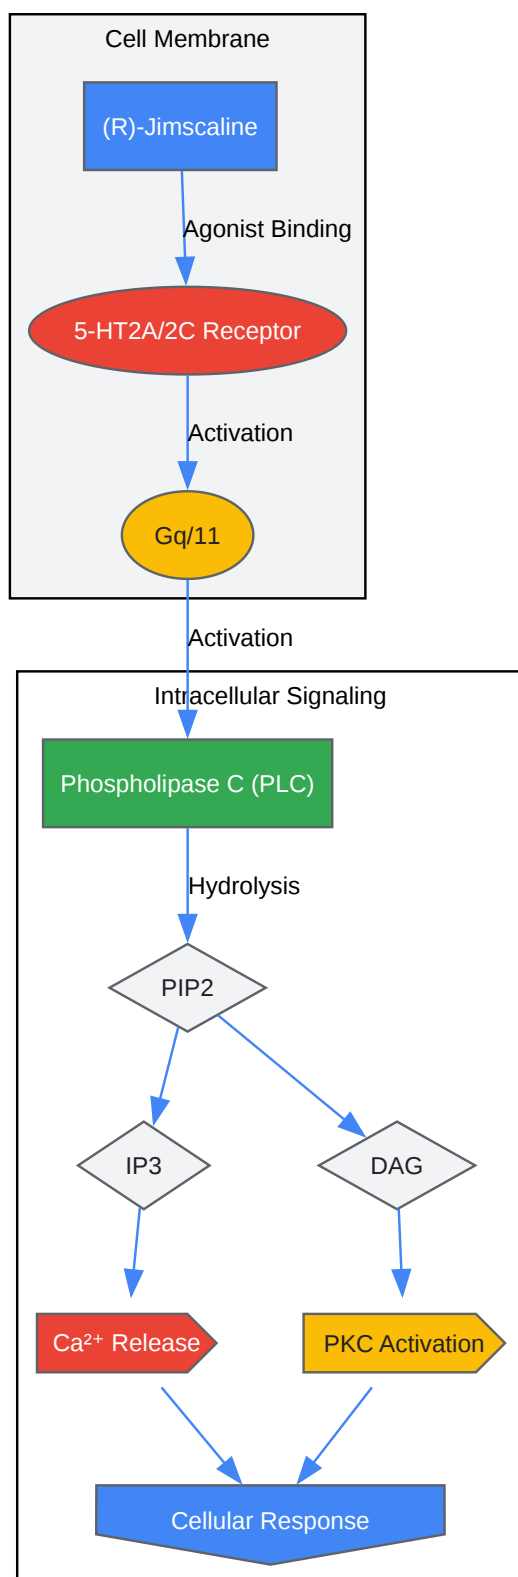 Cell Membrane
(R)-Jimscaline
Agonist Binding
5-HT2A/2C Receptor
Activation
Gq/11
Activation
Intracellular Signaling
Phospholipase C (PLC)
Hydrolysis
PIP2
IP3
DAG
Ca²⁺ Release
PKC Activation
Cellular Response